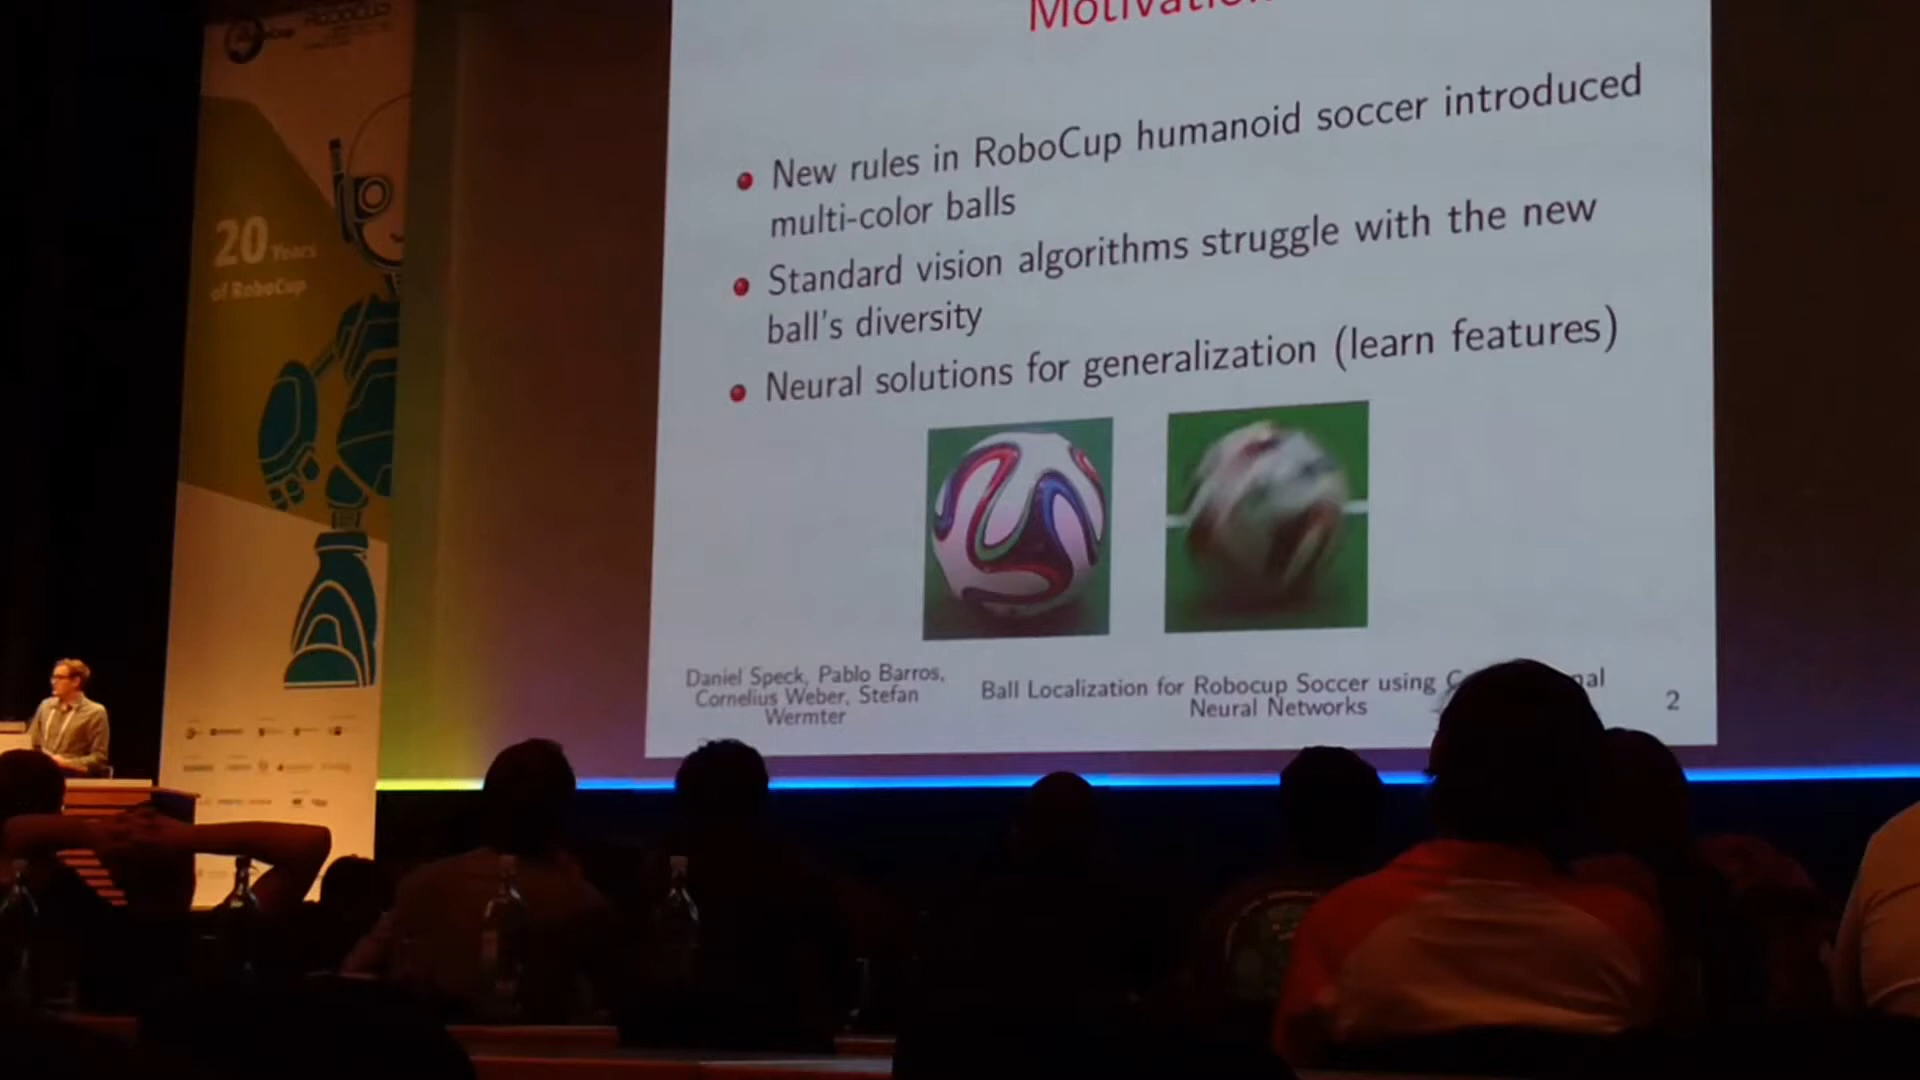 RoboCup
20 Years
of RoboCup
New rules in RoboCup humanoid soccer introduced
multi-color balls
Standard vision algorithms struggle with the new
ball's diversity
Neural solutions for generalization (learn features)
Daniel Speck, Pablo Barros,
Cornelius Weber, Stefan
Wermter
Ball Localization for Robocup Soccer using
Neural Networks
2